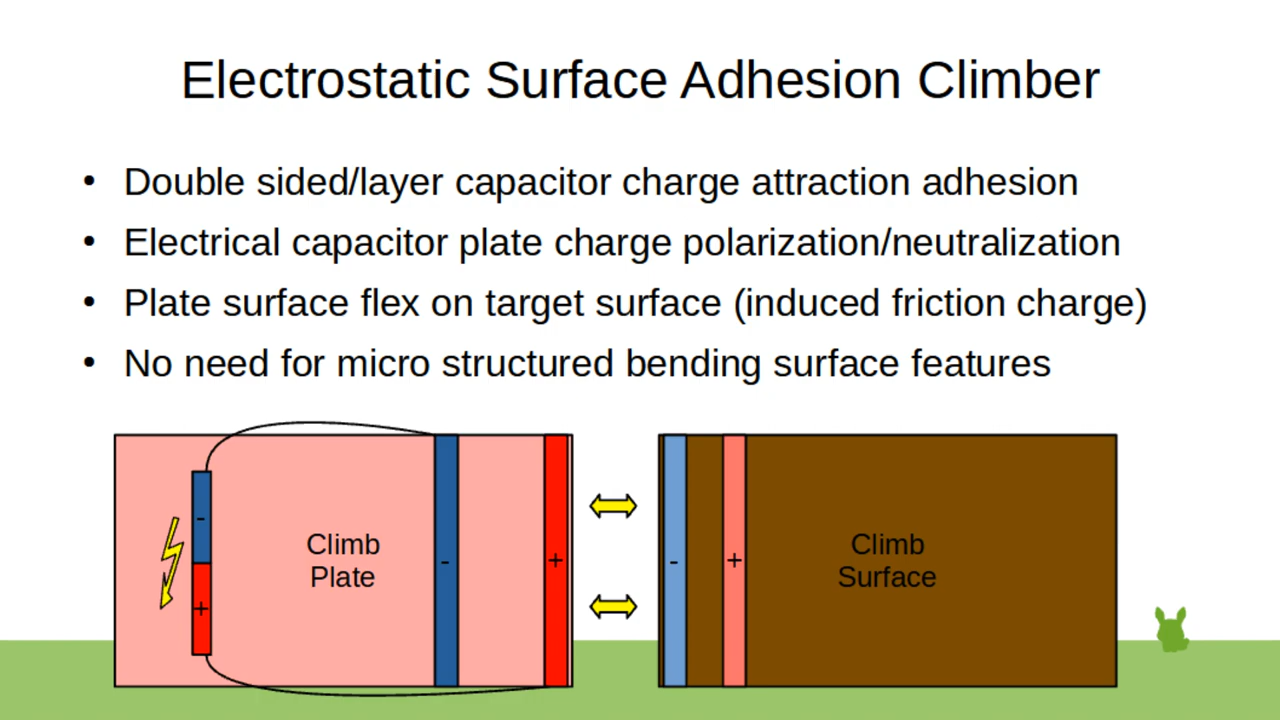 Electrostatic Surface Adhesion Climber
• Double sided/layer capacitor charge attraction adhesion
• Electrical capacitor plate charge polarization/neutralization
• Plate surface flex on target surface (induced friction charge)
• No need for micro structured bending surface features
-
+
Climb
Plate
-
+
-
+
Climb
Surface